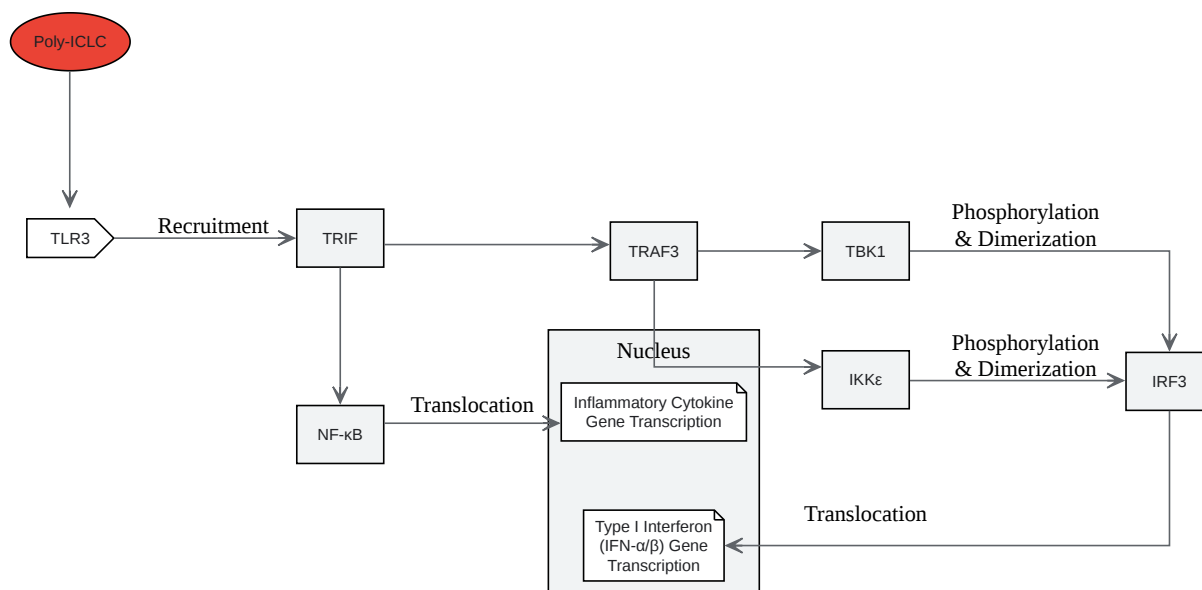 Poly-ICLC
TLR3
Recruitment
TRIF
TRAF3
TBK1
Phosphorylation
& Dimerization
Nucleus
IKKε
Phosphorylation
& Dimerization
IRF3
NF-κB
Translocation
Inflammatory Cytokine
Gene Transcription
Translocation
Type I Interferon
(IFN-α/β) Gene
Transcription